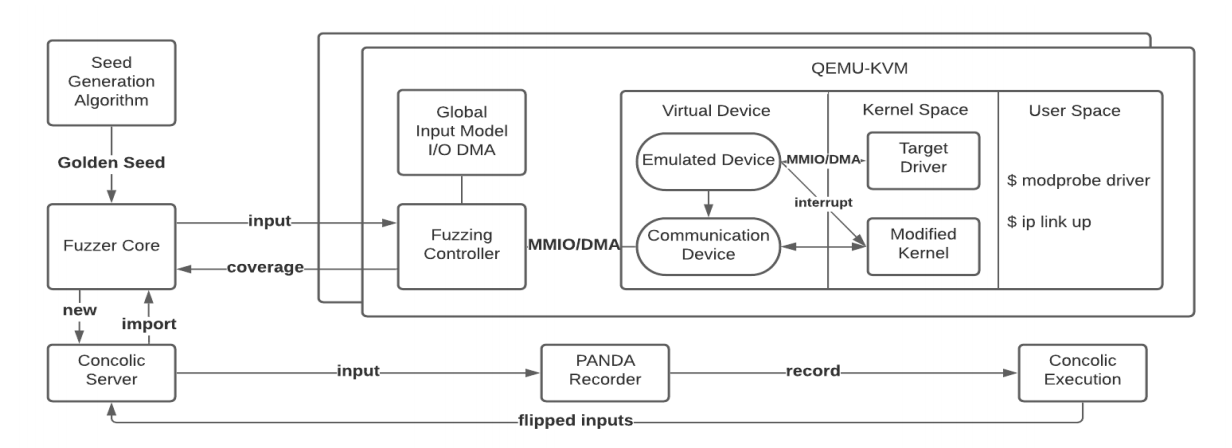 QEMU-KVM
Seed
Generation
Algorithm
Golden Seed
Fuzzer Core
input
coverage
new
import
Global
Input Model
I/O DMA
Fuzzing
Controller
MMIO/DMA
Virtual Device
Kernel Space
User Space
Emulated Device
MMIO/DMA
Target
Driver
interrupt
Communication
Device
Modified
Kernel
$ modprobe driver
$ ip link up
Concolic
Server
input
PANDA
Recorder
record
Concolic
Execution
flipped inputs